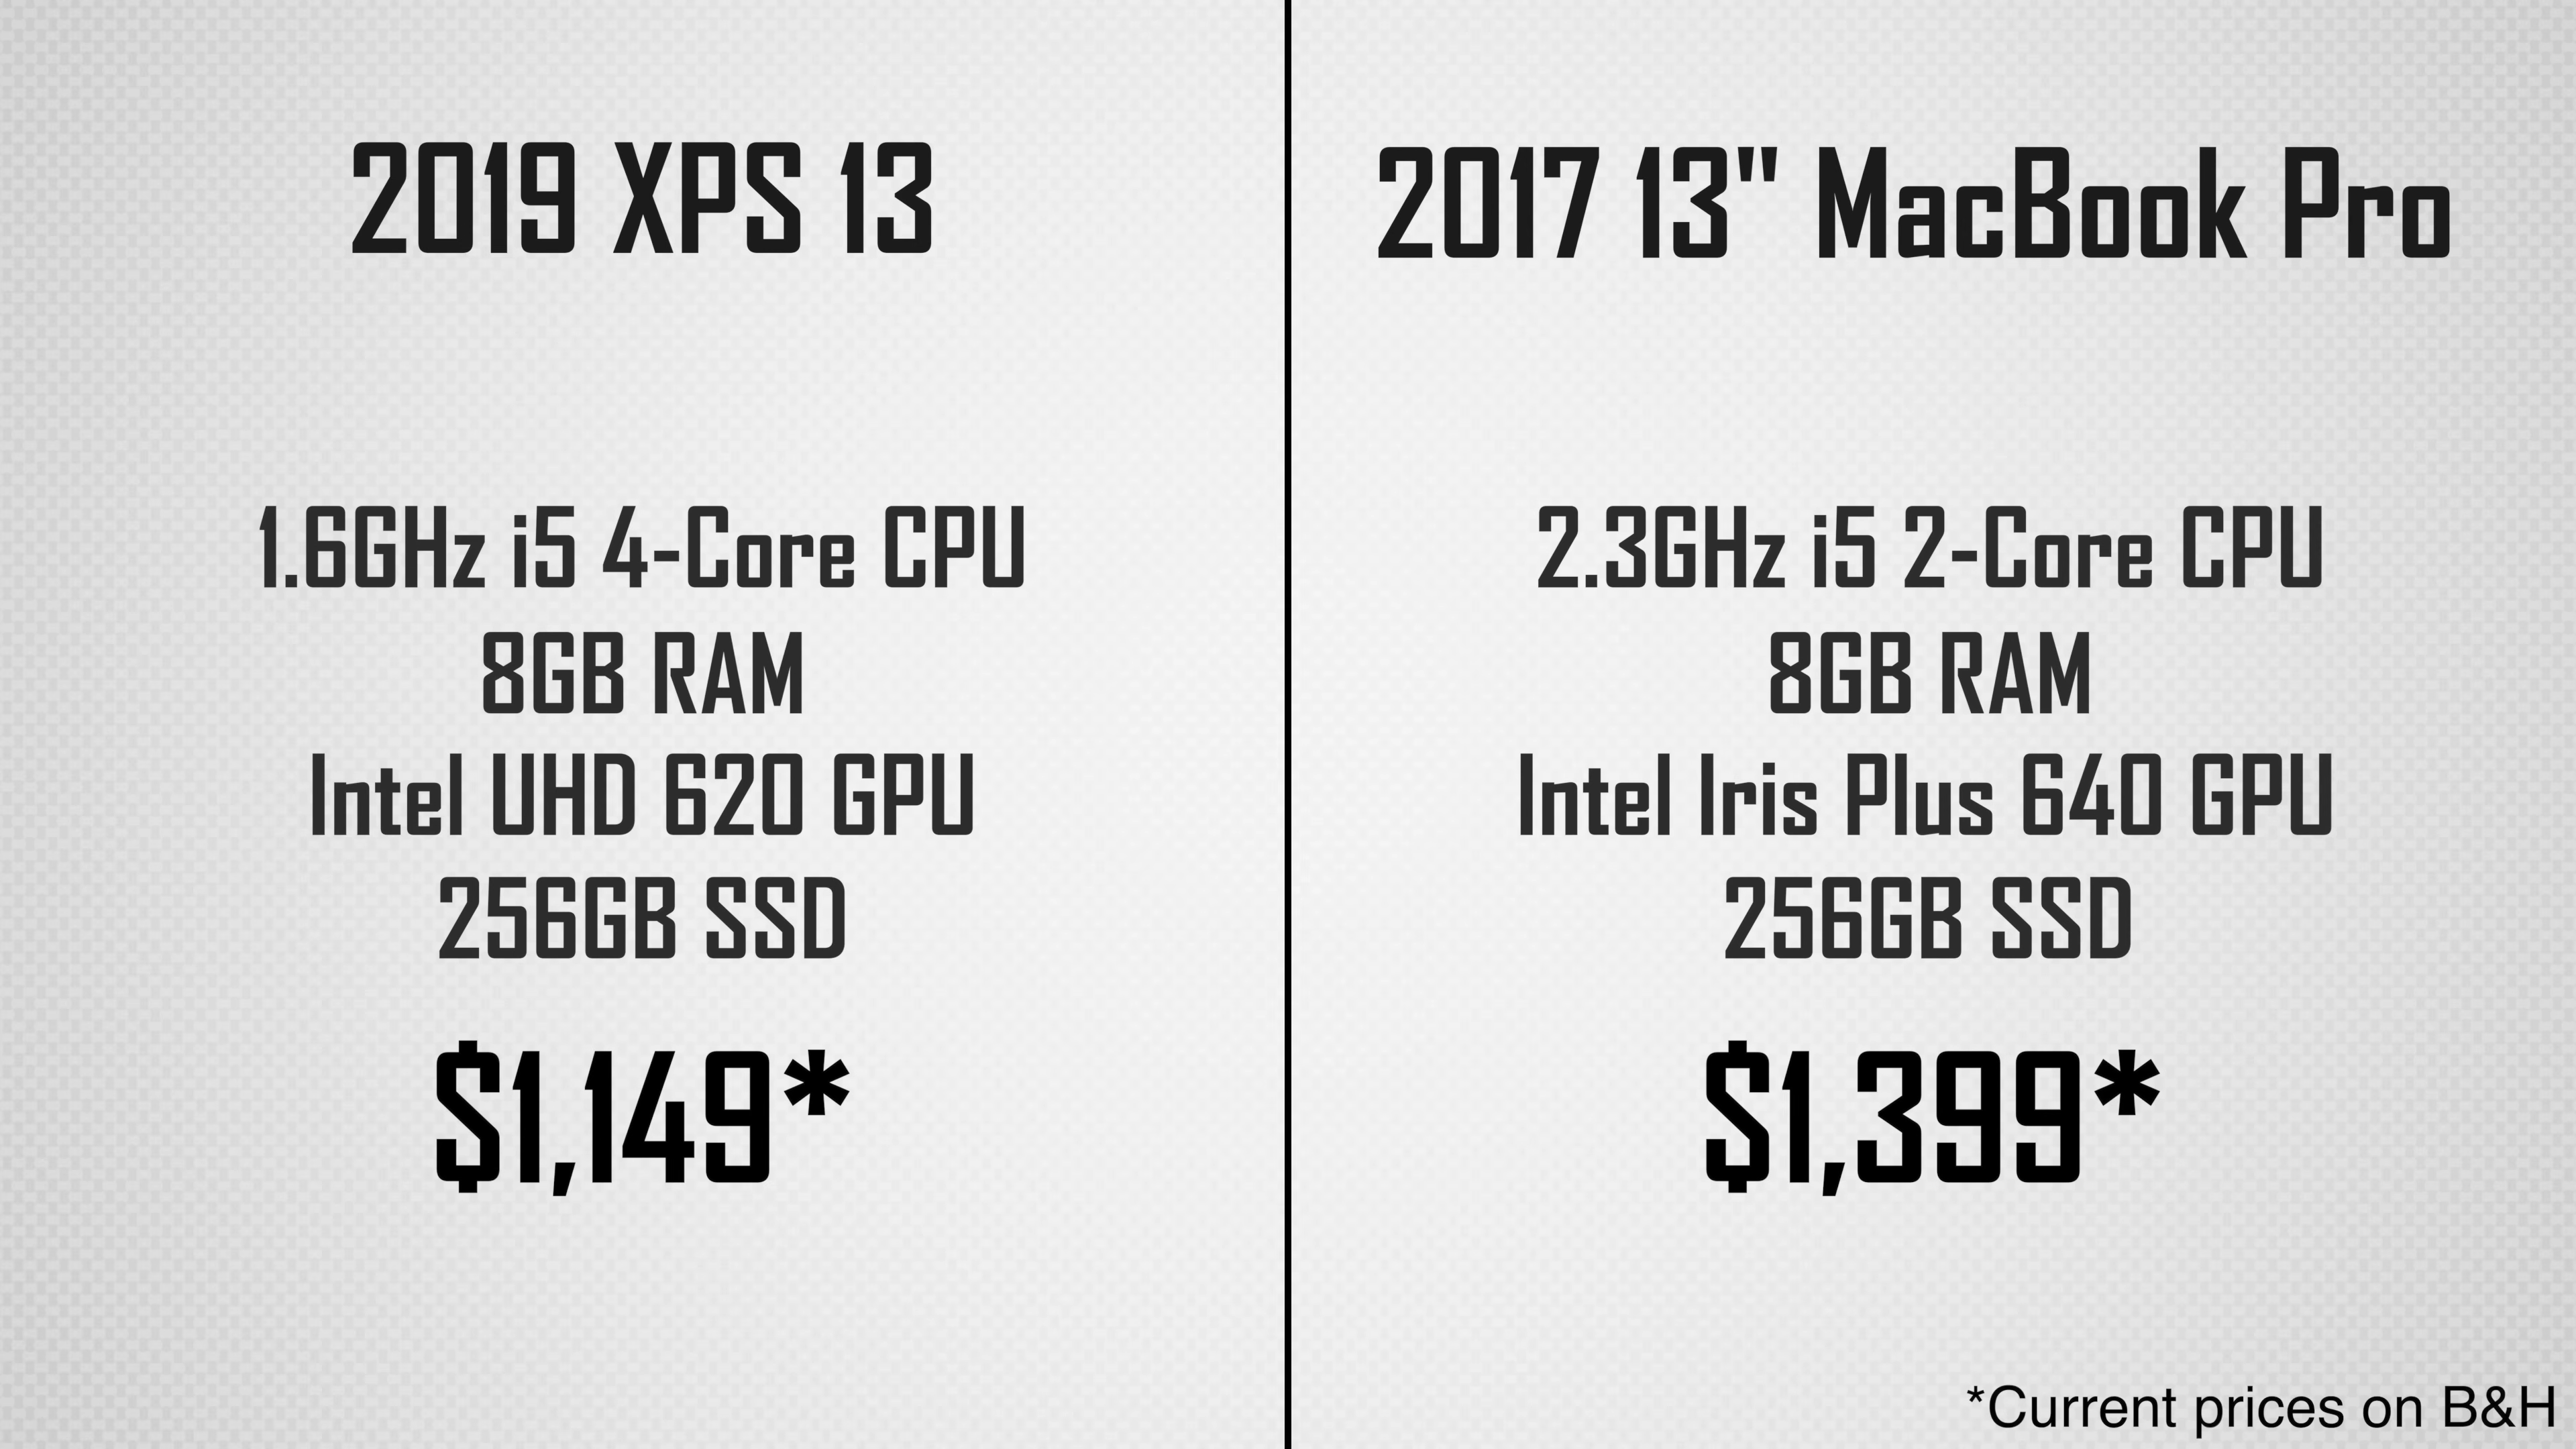 2019 XPS 13
1.6GHz i5 4-Core CPU
8GB RAM
Intel UHD 620 GPU
256GB SSD
$1,149*
2017 13" MacBook Pro
2.3GHz i5 2-Core CPU
8GB RAM
Intel Iris Plus 640 GPU
256GB SSD
$1,399*
*Current prices on B&H